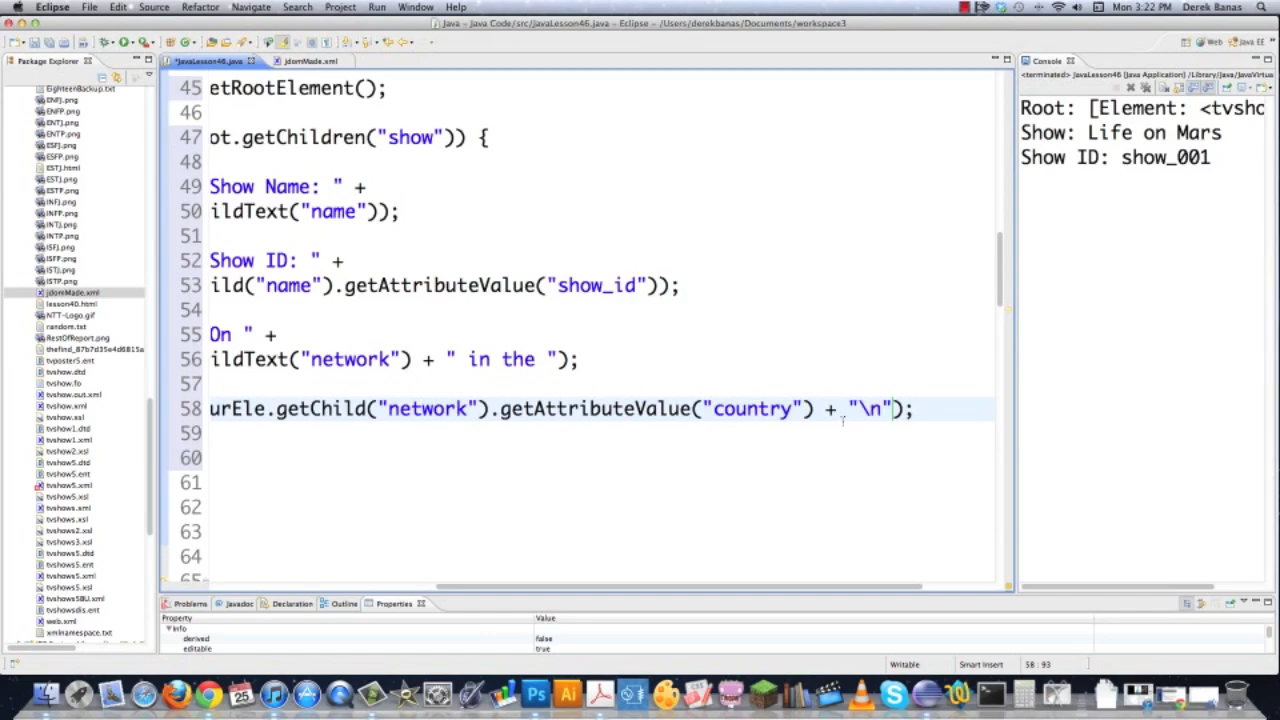 Eclipse File Edit Source Refactor Navigate Search Project Run Window Help Mon 3:22 PM Derek Banas
Java – Java Code/src/JavaLesson46.java – Eclipse – /Users/derekbanas/Documents/workspace3
Web Java EE
Package Explorer
*JavaLesson46.java jdomMade.xml
Console
EighteenBackup.txt
ENFJ.png
ENFP.png
ENTJ.png
ENTP.png
ESFJ.png
ESFP.png
ESTJ.html
ESTJ.png
ESTP.png
INFJ.png
INFP.png
INTJ.png
INTP.png
ISFJ.png
ISFP.png
ISTJ.png
ISTP.png
jdomMade.xml
lesson40.html
NTT-Logo.gif
random.txt
RestOfReport.png
thefind_87b7d35e4d6815a
tvposter5.ent
tvshow.dtd
tvshow.fo
tvshow.out.xml
tvshow.xml
tvshow.xsl
tvshow1.dtd
tvshow1.xml
tvshow2.xsl
tvshow5.dtd
tvshow5.ent
tvshow5.xml
tvshow5.xsl
tvshows.xml
tvshows.xsl
tvshows2.xsl
tvshows3.xsl
tvshows5.dtd
tvshows5.ent
tvshows5.xml
tvshows5.xsl
tvshows5BU.xml
tvshowsdis.ent
web.xml
xmlnamespace.txt
45 etRootElement();
46
47 ot.getChildren("show")) {
48
49 Show Name: " +
50 ildText("name"));
51
52 Show ID: " +
53 ild("name").getAttributeValue("show_id"));
54
55 On " +
56 ildText("network") + " in the ");
57
58 urEle.getChild("network").getAttributeValue("country") + "\n");
59
60
61
62
63
64
65
<terminated> JavaLesson46 [Java Application] /Library/Java/JavaVirtua
Root: [Element: <tvsho
Show: Life on Mars
Show ID: show_001
Problems Javadoc Declaration Outline Properties
Property Value
Info
derived false
editable true
Writable Smart Insert 58 : 93